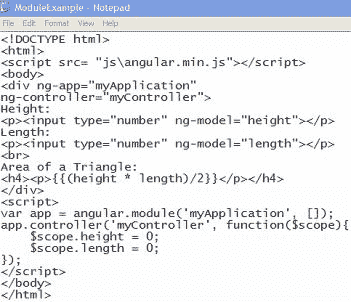 ModuleExample - Notepad
File Edit Format View Help
<!DOCTYPE html>
<html>
<script src= "js\angular.min.js"></script>
<body>
<div ng-app="myApplication"
ng-controller="myController">
Height:
<p><input type="number" ng-model="height"></p>
Length:
<p><input type="number" ng-model="length"></p>
<br>
Area of a Triangle:
<h4><p>{{(height * length)/2}}</p></h4>
</div>
<script>
var app = angular.module('myApplication', []);
app.controller('myController', function($scope){
    $scope.height = 0;
    $scope.length = 0;
});
</script>
</body>
</html>